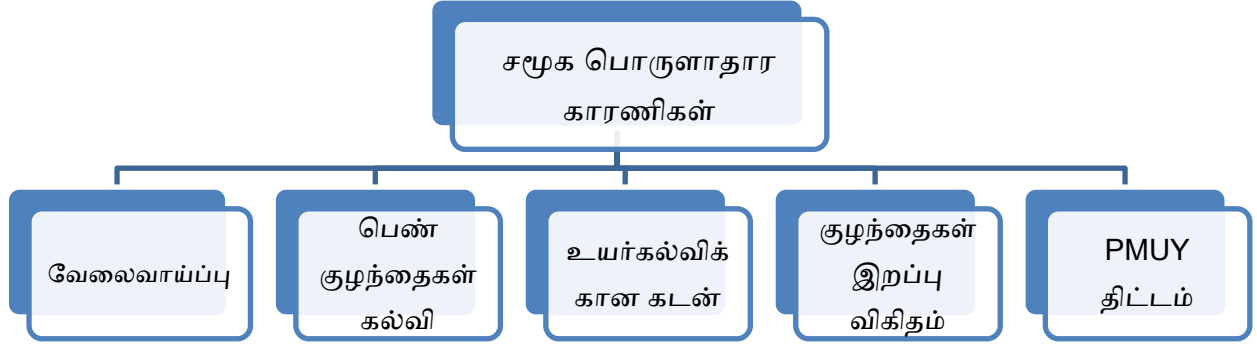 சமூக பொருளாதார
காரணிகள்
வேலைவாய்ப்பு
பெண்
குழந்தைகள்
கல்வி
உயர்கல்விக்
கான கடன்
குழந்தைகள்
இறப்பு
விகிதம்
PMUY
திட்டம்